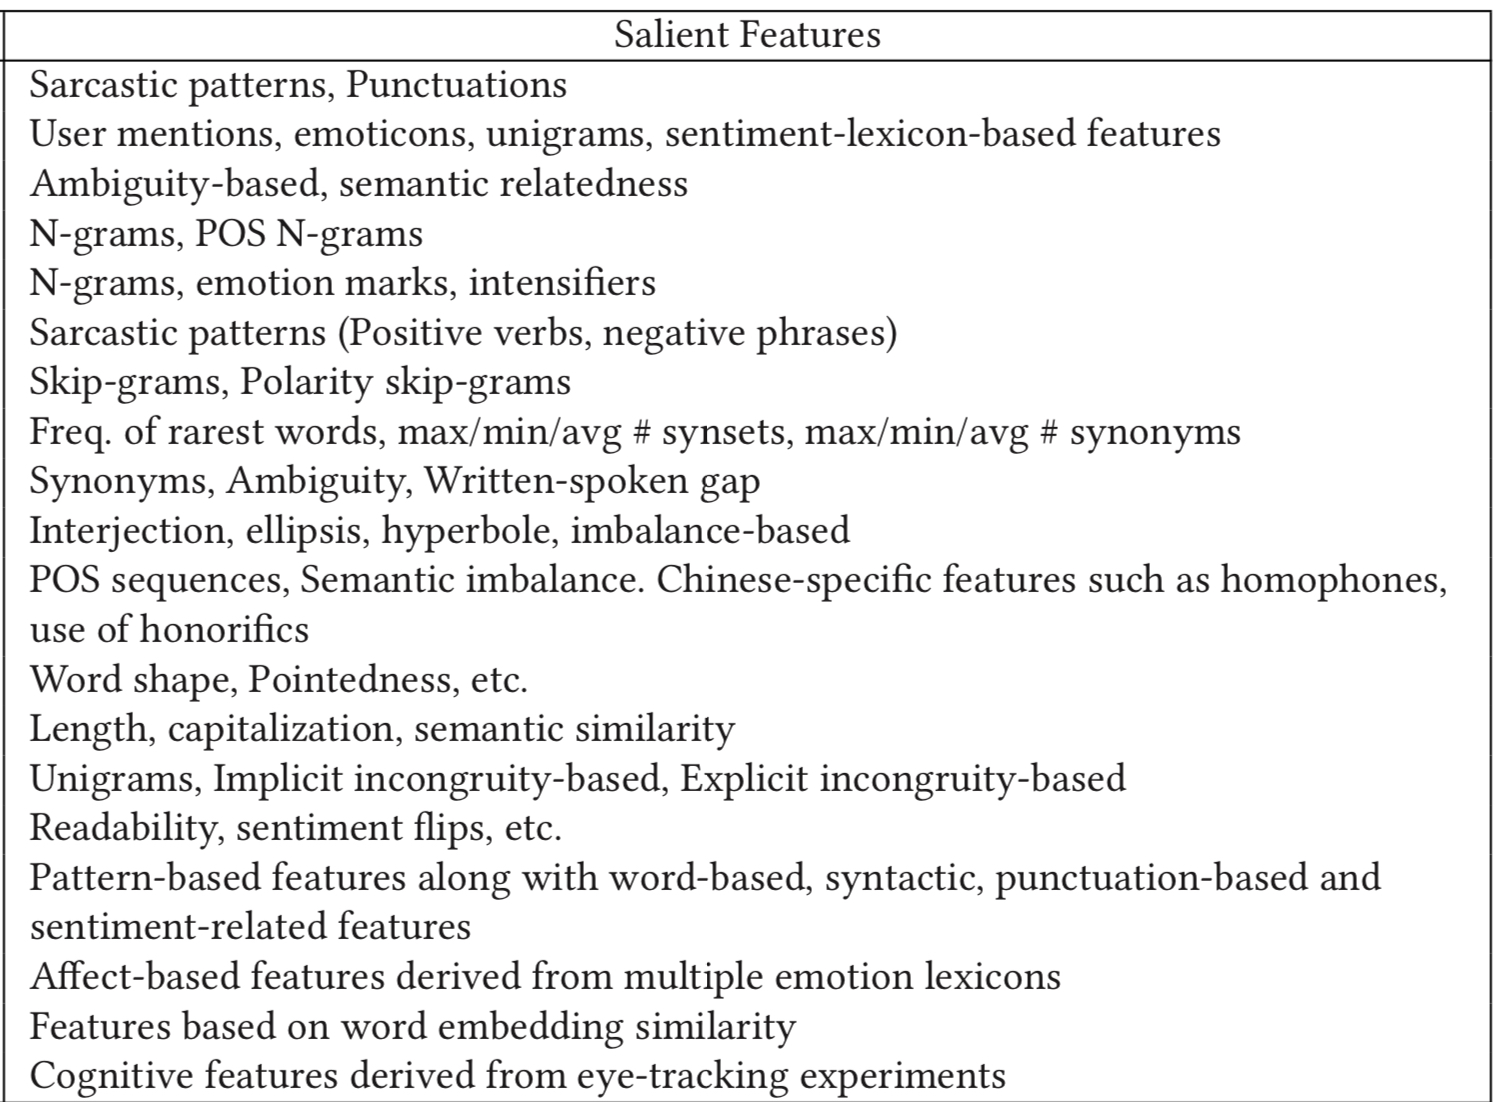 Salient Features
Sarcastic patterns, Punctuations
User mentions, emoticons, unigrams, sentiment-lexicon-based features
Ambiguity-based, semantic relatedness
N-grams, POS N-grams
N-grams, emotion marks, intensifiers
Sarcastic patterns (Positive verbs, negative phrases)
Skip-grams, Polarity skip-grams
Freq. of rarest words, max/min/avg # synsets, max/min/avg # synonyms
Synonyms, Ambiguity, Written-spoken gap
Interjection, ellipsis, hyperbole, imbalance-based
POS sequences, Semantic imbalance. Chinese-specific features such as homophones,
use of honorifics
Word shape, Pointedness, etc.
Length, capitalization, semantic similarity
Unigrams, Implicit incongruity-based, Explicit incongruity-based
Readability, sentiment flips, etc.
Pattern-based features along with word-based, syntactic, punctuation-based and
sentiment-related features
Affect-based features derived from multiple emotion lexicons
Features based on word embedding similarity
Cognitive features derived from eye-tracking experiments